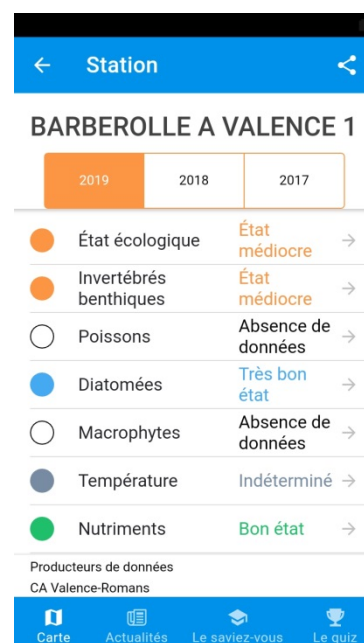 Station
BARBEROLLE A VALENCE 1
2019 2018 2017
État écologique État médiocre
Invertébrés benthiques État médiocre
Poissons Absence de données
Diatomées Très bon état
Macrophytes Absence de données
Température Indéterminé
Nutriments Bon état
Producteurs de données
CA Valence-Romans
Carte Actualités Le saviez-vous Le quiz